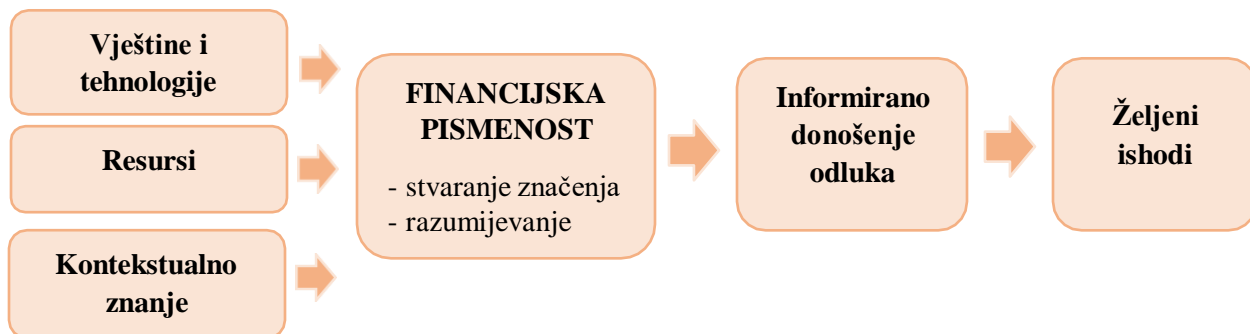 Vještine i
tehnologije
Resursi
Kontekstualno
znanje
FINANCIJSKA
PISMENOST
- stvaranje značenja
- razumijevanje
Informirano
donošenje
odluka
Željeni
ishodi